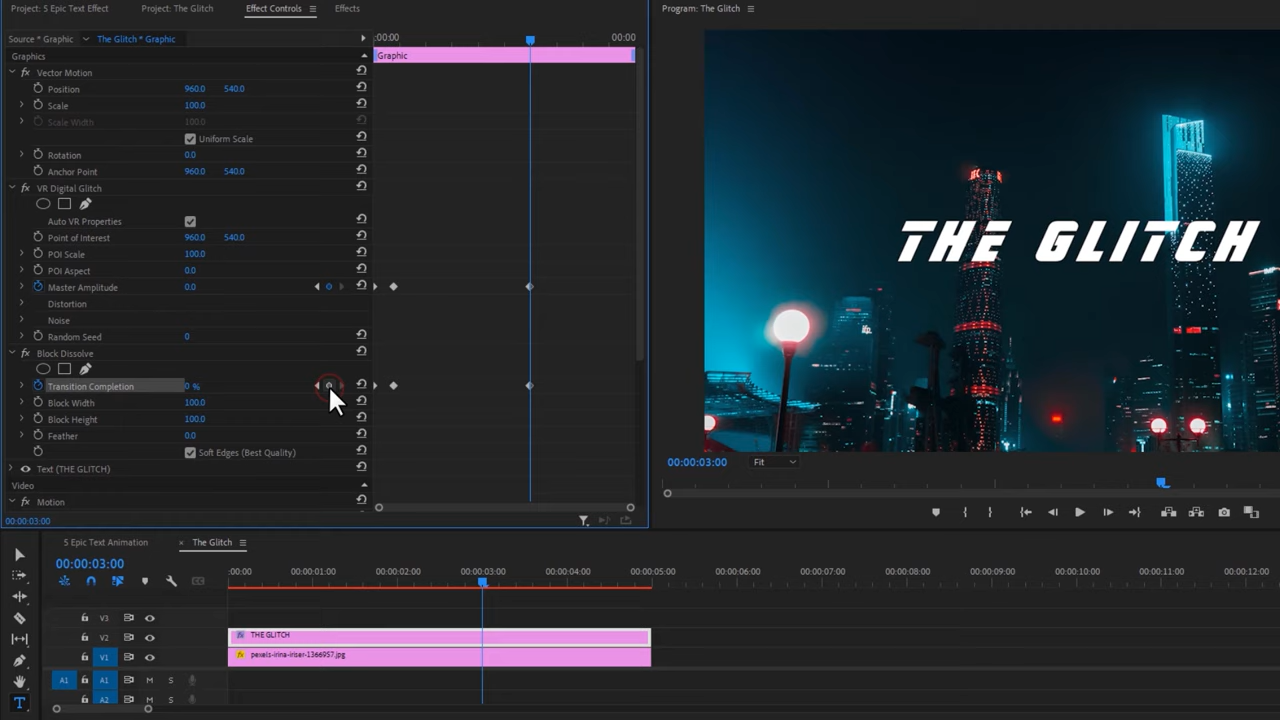 Project: 5 Epic Text Effect
Project: The Glitch
Effect Controls
Effects
Program: The Glitch
Source * Graphic
The Glitch * Graphic
:00:00
00:00
Graphics
Graphic
fx Vector Motion
Position 960.0 540.0
Scale 100.0
Scale Width 100.0
Uniform Scale
Rotation 0.0
Anchor Point 960.0 540.0
fx VR Digital Glitch
Auto VR Properties
Point of Interest 960.0 540.0
POI Scale 100.0
POI Aspect 0.0
Master Amplitude 0.0
Distortion
Noise
Random Seed 0
fx Block Dissolve
Transition Completion 0 %
Block Width 100.0
Block Height 100.0
Feather 0.0
Soft Edges (Best Quality)
Text (THE GLITCH)
Video
fx Motion
00:00:03:00
THE GLITCH
00:00:03:00
Fit
5 Epic Text Animation
× The Glitch
00:00:03:00
:00:00 00:00:01:00 00:00:02:00 00:00:03:00 00:00:04:00 00:00:05:00 00:00:06:00 00:00:07:00 00:00:08:00 00:00:09:00 00:00:10:00 00:00:11:00 00:00:12:00
V3
V2
fx THE GLITCH
V1
fx pexels-irina-iriser-1366957.jpg
A1 A1 M S
A2 M S
T